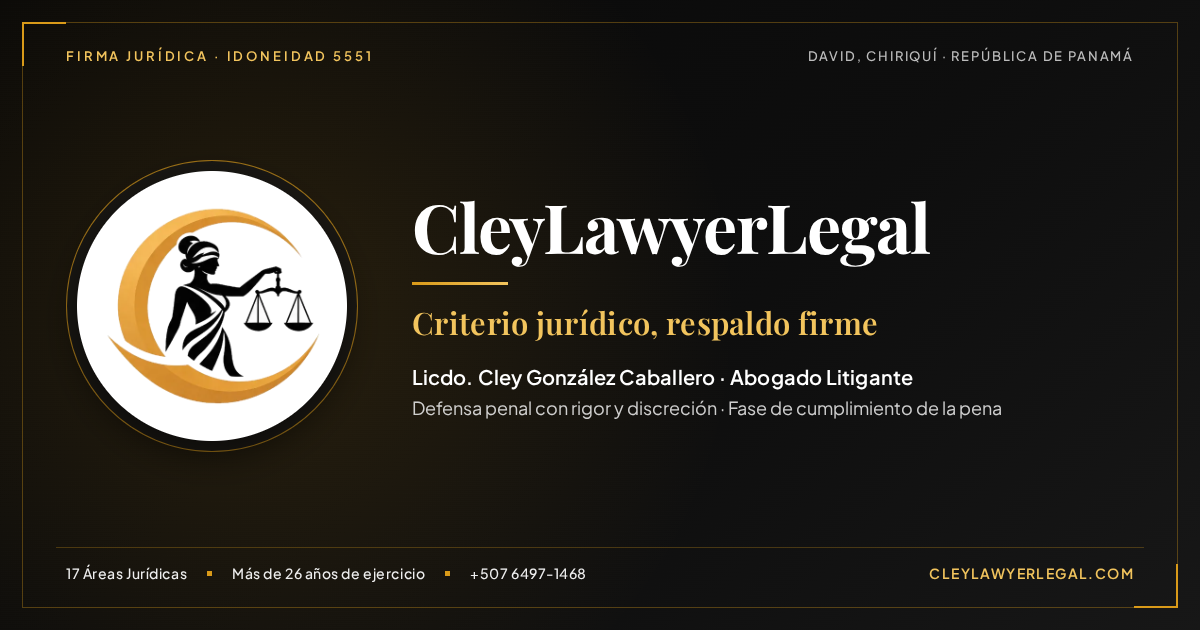 FIRMA JURÍDICA · IDONEIDAD 5551
DAVID, CHIRIQUÍ · REPÚBLICA DE PANAMÁ
CleyLawyerLegal
Criterio jurídico, respaldo firme
Licdo. Cley González Caballero · Abogado Litigante
Defensa penal con rigor y discreción · Fase de cumplimiento de la pena
17 Áreas Jurídicas ▪ Más de 26 años de ejercicio ▪ +507 6497-1468
CLEYLAWYERLEGAL.COM